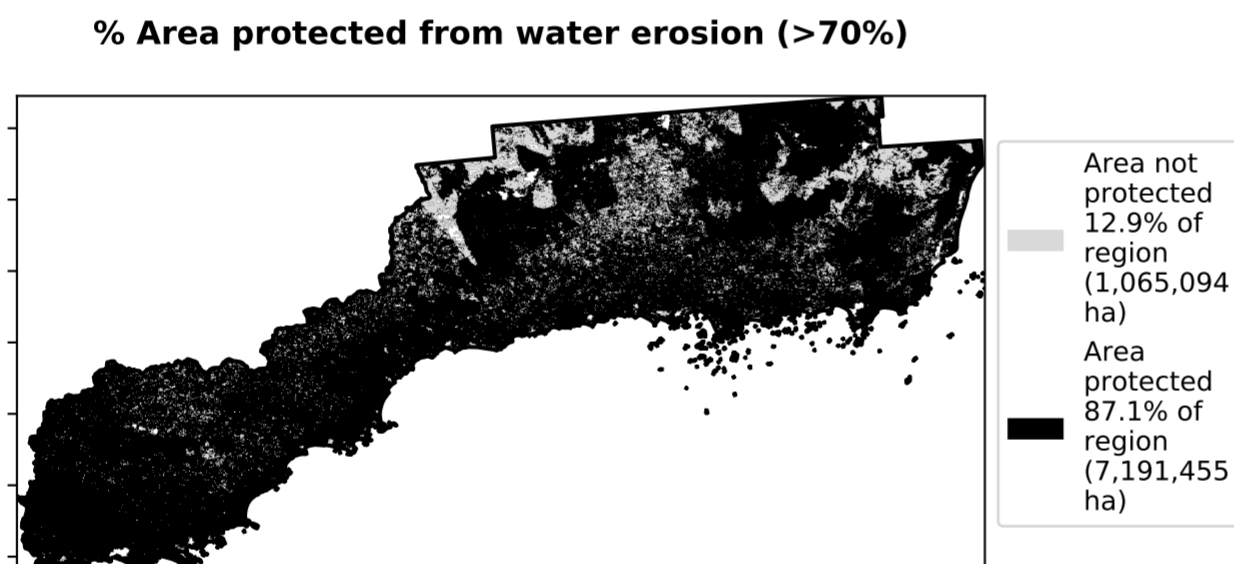 % Area protected from water erosion (>70%)
Area not
protected
12.9% of
region
(1,065,094
ha)
Area
protected
87.1% of
region
(7,191,455
ha)